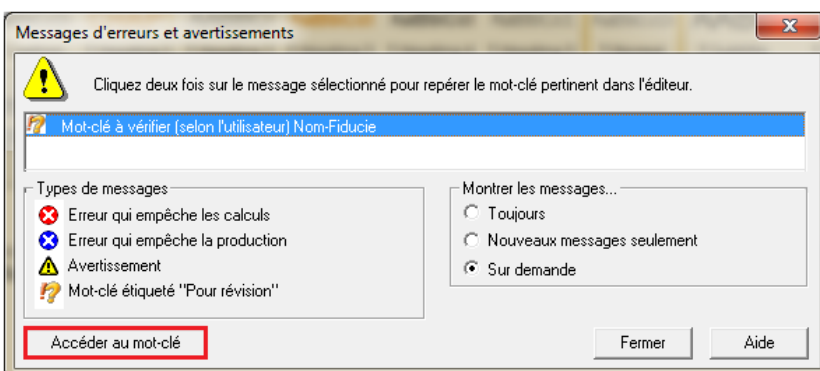 Messages d'erreurs et avertissements
Cliquez deux fois sur le message sélectionné pour repérer le mot-clé pertinent dans l'éditeur.
Mot-clé à vérifier (selon l'utilisateur) Nom-Fiducie
Types de messages
Erreur qui empêche les calculs
Erreur qui empêche la production
Avertissement
Mot-clé étiqueté "Pour révision"
Montrer les messages...
Toujours
Nouveaux messages seulement
Sur demande
Accéder au mot-clé
Fermer
Aide